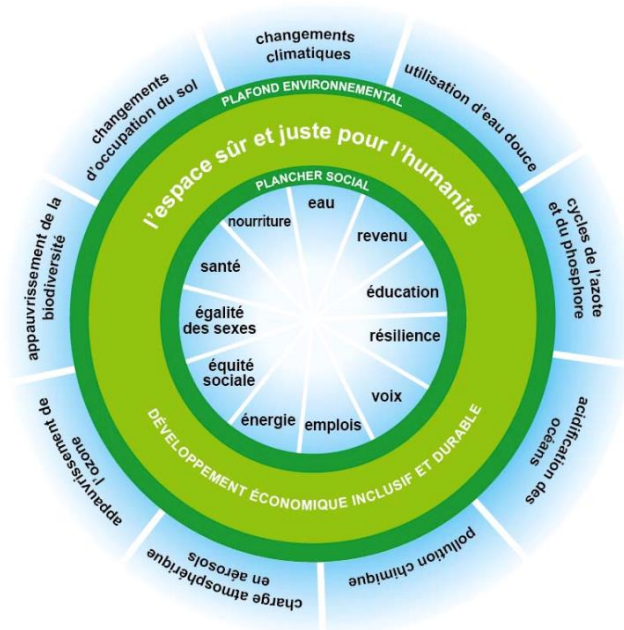 changements
climatiques
utilisation d'eau douce
cycles de l'azote
et du phosphore
acidification des
océans
pollution chimique
charge atmosphérique
en aérosols
appauvrissement de
l'ozone
appauvrissement de la
biodiversité
changements
d'occupation du sol
PLAFOND ENVIRONNEMENTAL
l'espace sûr et juste pour l'humanité
PLANCHER SOCIAL
eau
revenu
éducation
résilience
voix
emplois
énergie
équité
sociale
égalité
des sexes
santé
nourriture
DÉVELOPPEMENT ÉCONOMIQUE INCLUSIF ET DURABLE